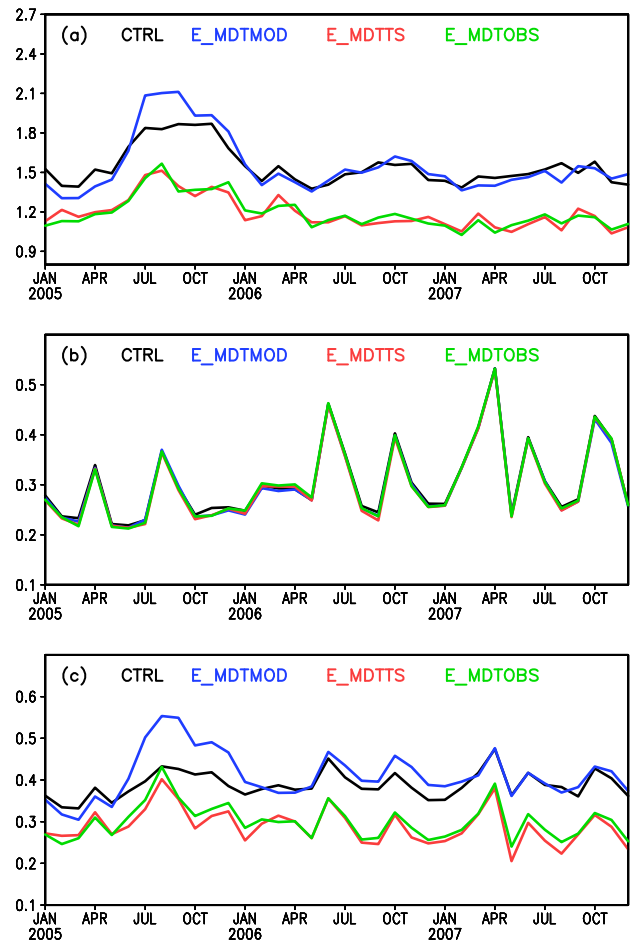 2.7
(a) CTRL E_MDTMOD E_MDTTS E_MDTOBS
2.4
2.1
1.8
1.5
1.2
0.9
JAN APR JUL OCT JAN APR JUL OCT JAN APR JUL OCT
2005 2006 2007
(b) CTRL E_MDTMOD E_MDTTS E_MDTOBS
0.5
0.4
0.3
0.2
0.1
JAN APR JUL OCT JAN APR JUL OCT JAN APR JUL OCT
2005 2006 2007
(c) CTRL E_MDTMOD E_MDTTS E_MDTOBS
0.6
0.5
0.4
0.3
0.2
0.1
JAN APR JUL OCT JAN APR JUL OCT JAN APR JUL OCT
2005 2006 2007